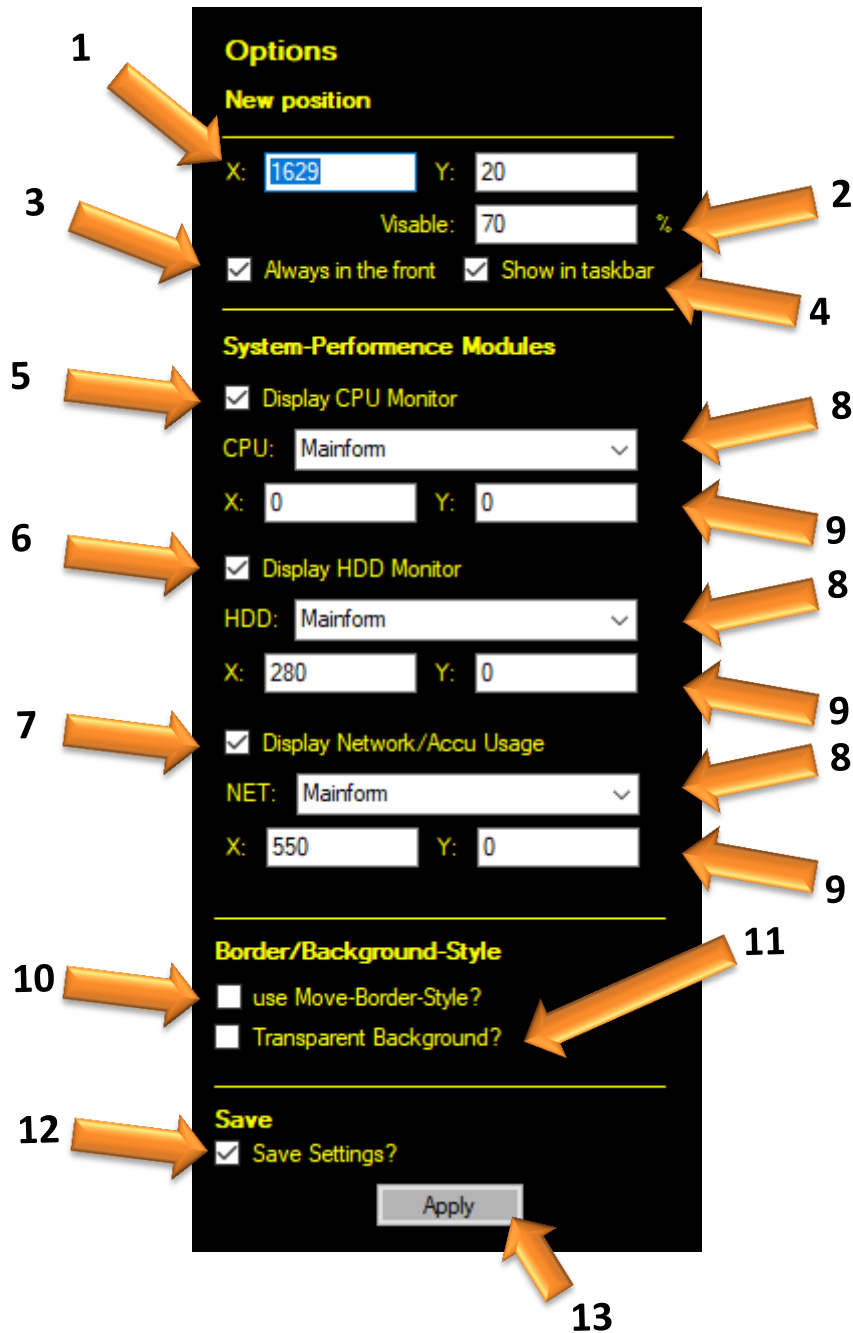 1
Options
New position
X: 1629 Y: 20
2
Visable: 70 %
3
Always in the front Show in taskbar
4
System-Performence Modules
5
Display CPU Monitor
8
CPU: Mainform
X: 0 Y: 0
9
6
Display HDD Monitor
8
HDD: Mainform
X: 280 Y: 0
9
7
Display Network/Accu Usage
8
NET: Mainform
X: 550 Y: 0
9
Border/Background-Style
11
10
use Move-Border-Style?
Transparent Background?
Save
12
Save Settings?
Apply
13